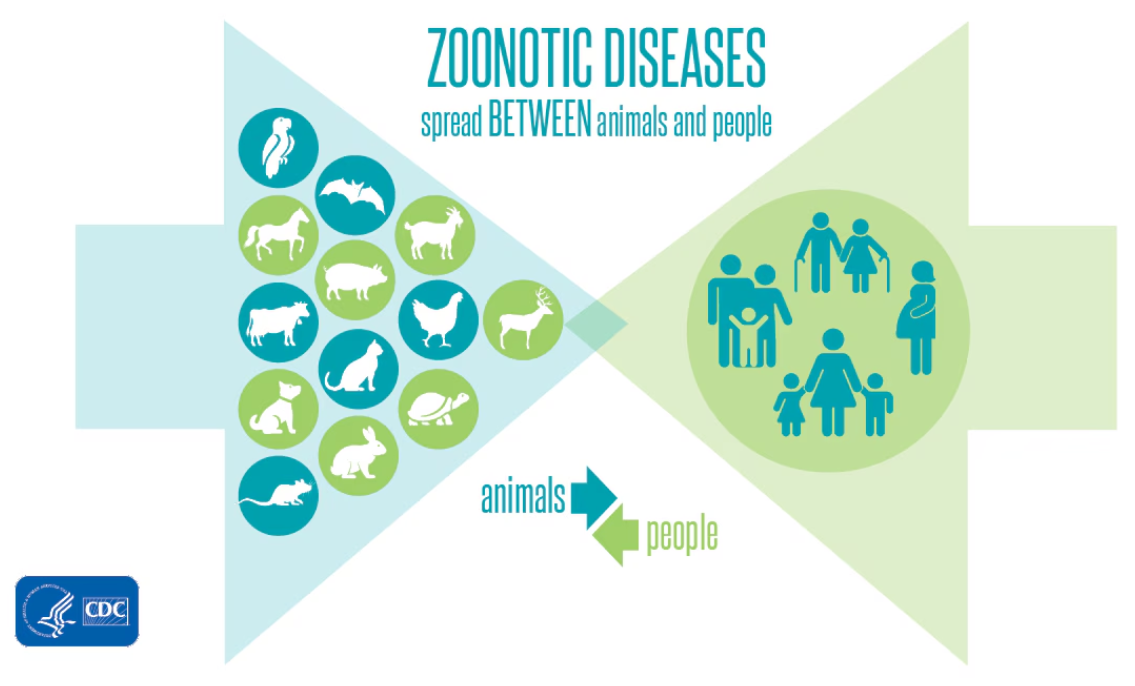 ZOONOTIC DISEASES
spread BETWEEN animals and people
animals
people
CDC